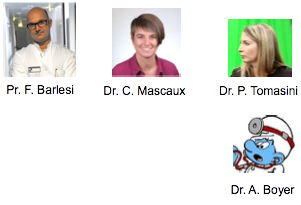 Pr. F. Barlesi
Dr. C. Mascaux
Dr. P. Tomasini
Dr. A. Boyer